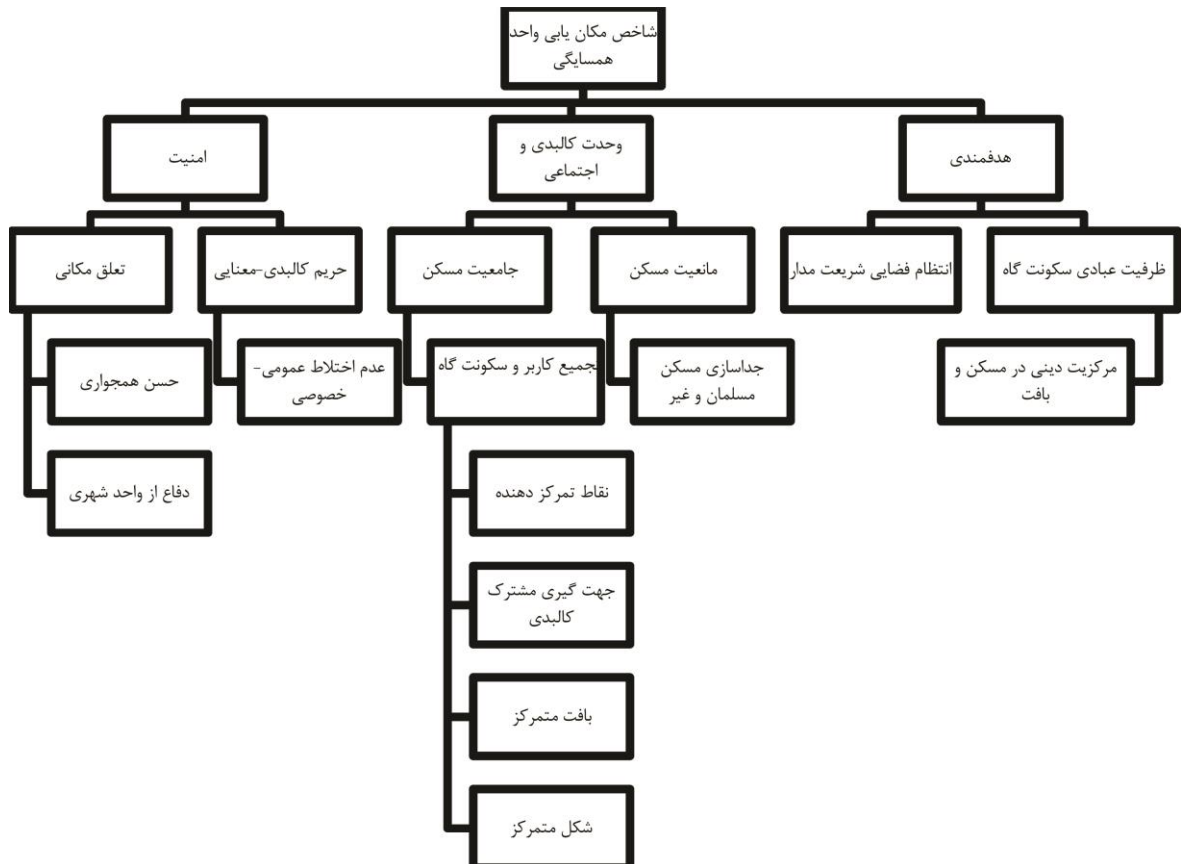 شاخص مکان یابی واحد
همسایگی
هدفمندی
وحدت کالبدی و
اجتماعی
امنیت
ظرفیت عبادی سکونت گاه
انتظام فضایی شریعت مدار
مانعیت مسکن
جامعیت مسکن
حریم کالبدی-معنایی
تعلق مکانی
مرکزیت دینی در مسکن و
بافت
جداسازی مسکن
مسلمان و غیر
تجمیع کاربر و سکونت گاه
عدم اختلاط عمومی-
خصوصی
حسن همجواری
نقاط تمرکز دهنده
دفاع از واحد شهری
جهت گیری مشترک
کالبدی
بافت متمرکز
شکل متمرکز